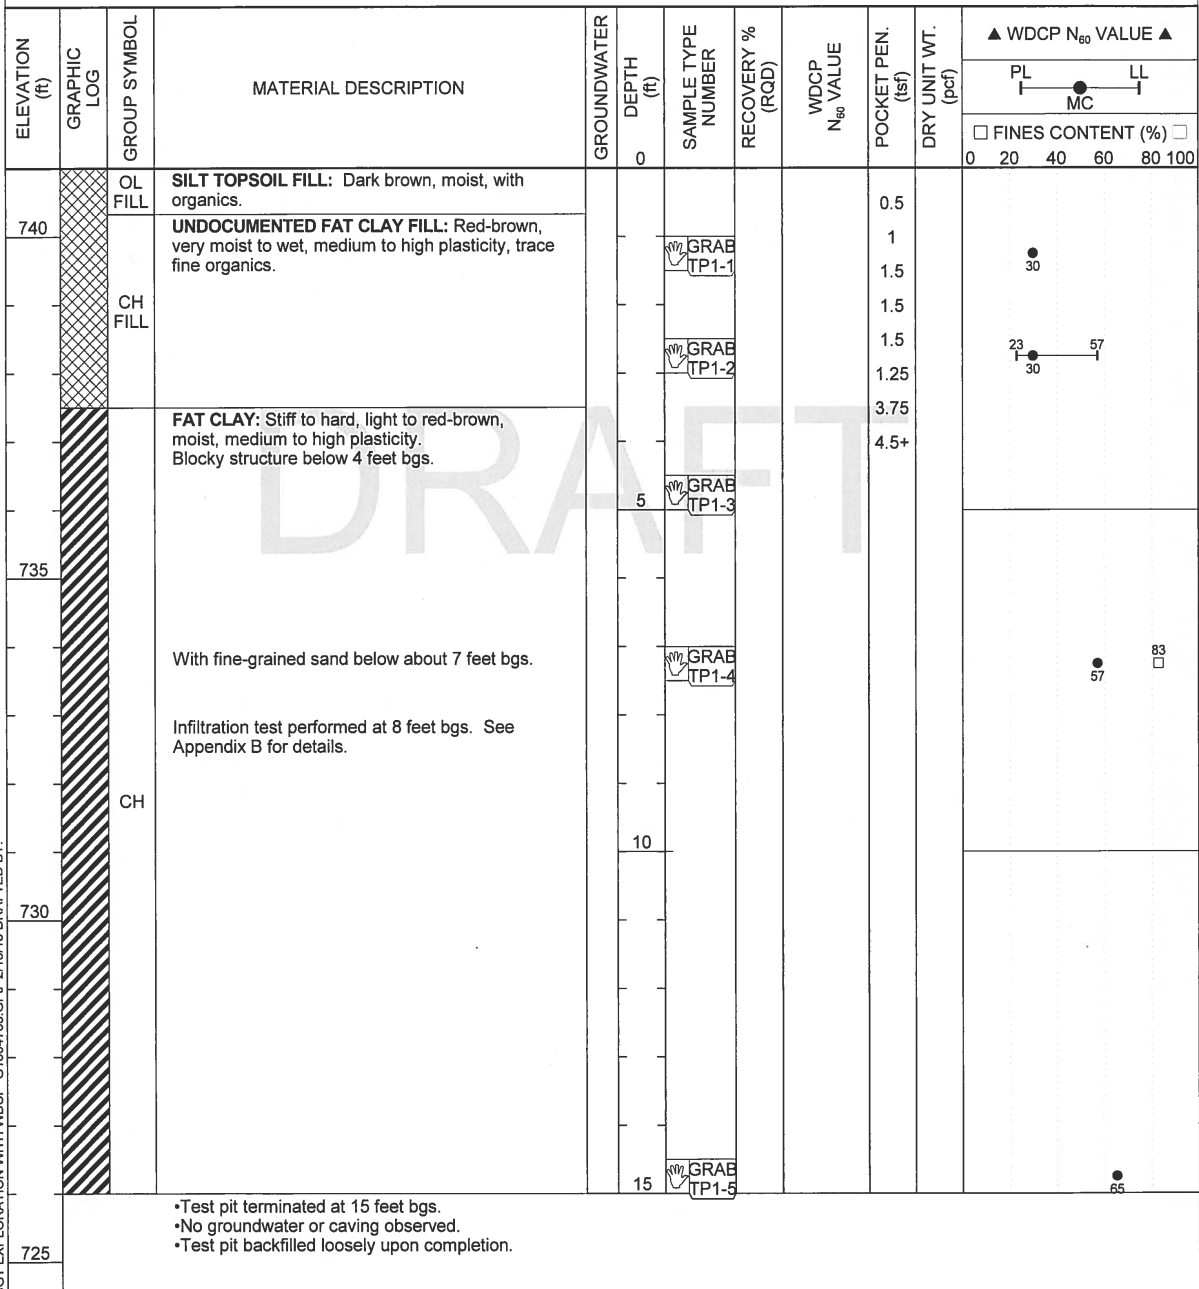 ELEVATION (ft)
GRAPHIC LOG
GROUP SYMBOL
MATERIAL DESCRIPTION
GROUNDWATER
DEPTH (ft)
SAMPLE TYPE NUMBER
RECOVERY % (RQD)
WDCP N60 VALUE
POCKET PEN. (tsf)
DRY UNIT WT. (pcf)
▲ WDCP N60 VALUE ▲
PL LL
MC
□ FINES CONTENT (%) □
0
0 20 40 60 80 100
OL FILL
SILT TOPSOIL FILL: Dark brown, moist, with
organics.
0.5
740
UNDOCUMENTED FAT CLAY FILL: Red-brown,
very moist to wet, medium to high plasticity, trace
fine organics.
1
GRAB
TP1-1
30
1.5
CH
FILL
1.5
1.5
GRAB
TP1-2
23 57
30
1.25
3.75
FAT CLAY: Stiff to hard, light to red-brown,
moist, medium to high plasticity.
Blocky structure below 4 feet bgs.
4.5+
DRAFT
5
GRAB
TP1-3
735
With fine-grained sand below about 7 feet bgs.
GRAB
TP1-4
83
57
Infiltration test performed at 8 feet bgs. See
Appendix B for details.
CH
10
730
15
GRAB
TP1-5
65
•Test pit terminated at 15 feet bgs.
•No groundwater or caving observed.
•Test pit backfilled loosely upon completion.
725